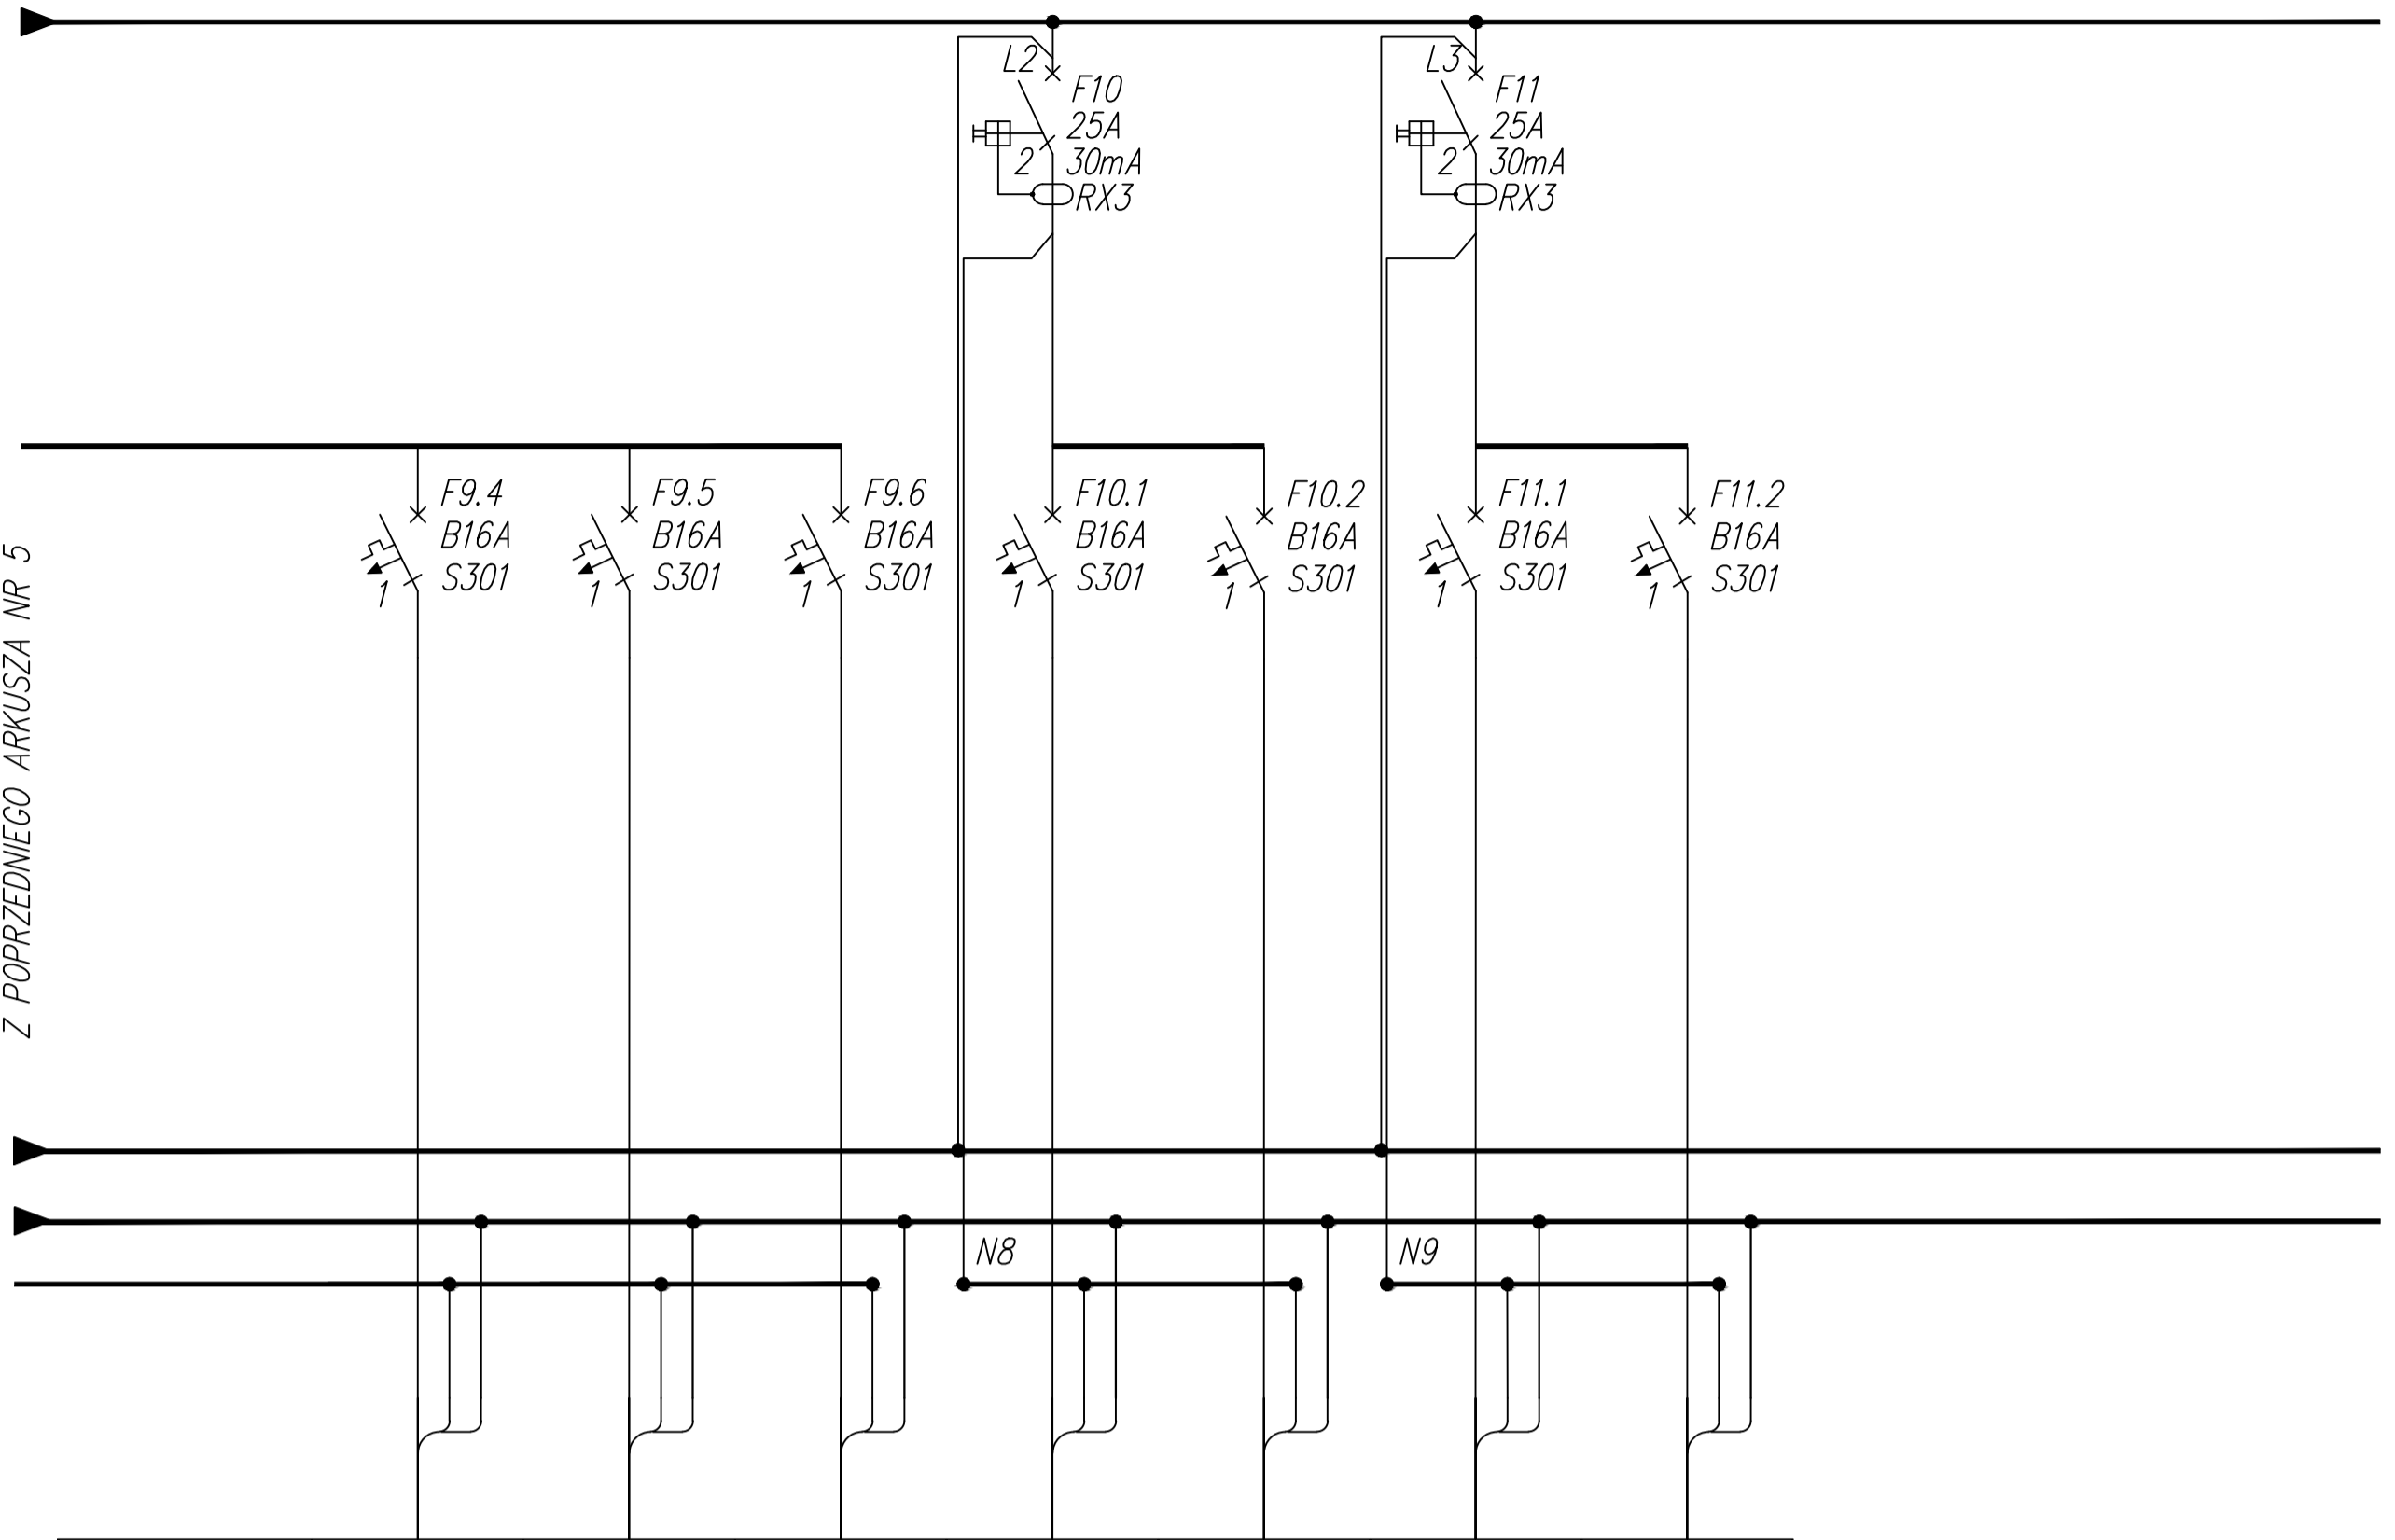 L2
F10
25A
2
30mA
RX3
L3
F11
25A
2
30mA
RX3
F9.4
B16A
S301
1
F9.5
B16A
S301
1
F9.6
B16A
S301
1
F10.1
B16A
S301
1
F10.2
B16A
S301
1
F11.1
B16A
S301
1
F11.2
B16A
S301
1
Z POPRZEDNIEGO ARKUSZA NR 5
N8
N9